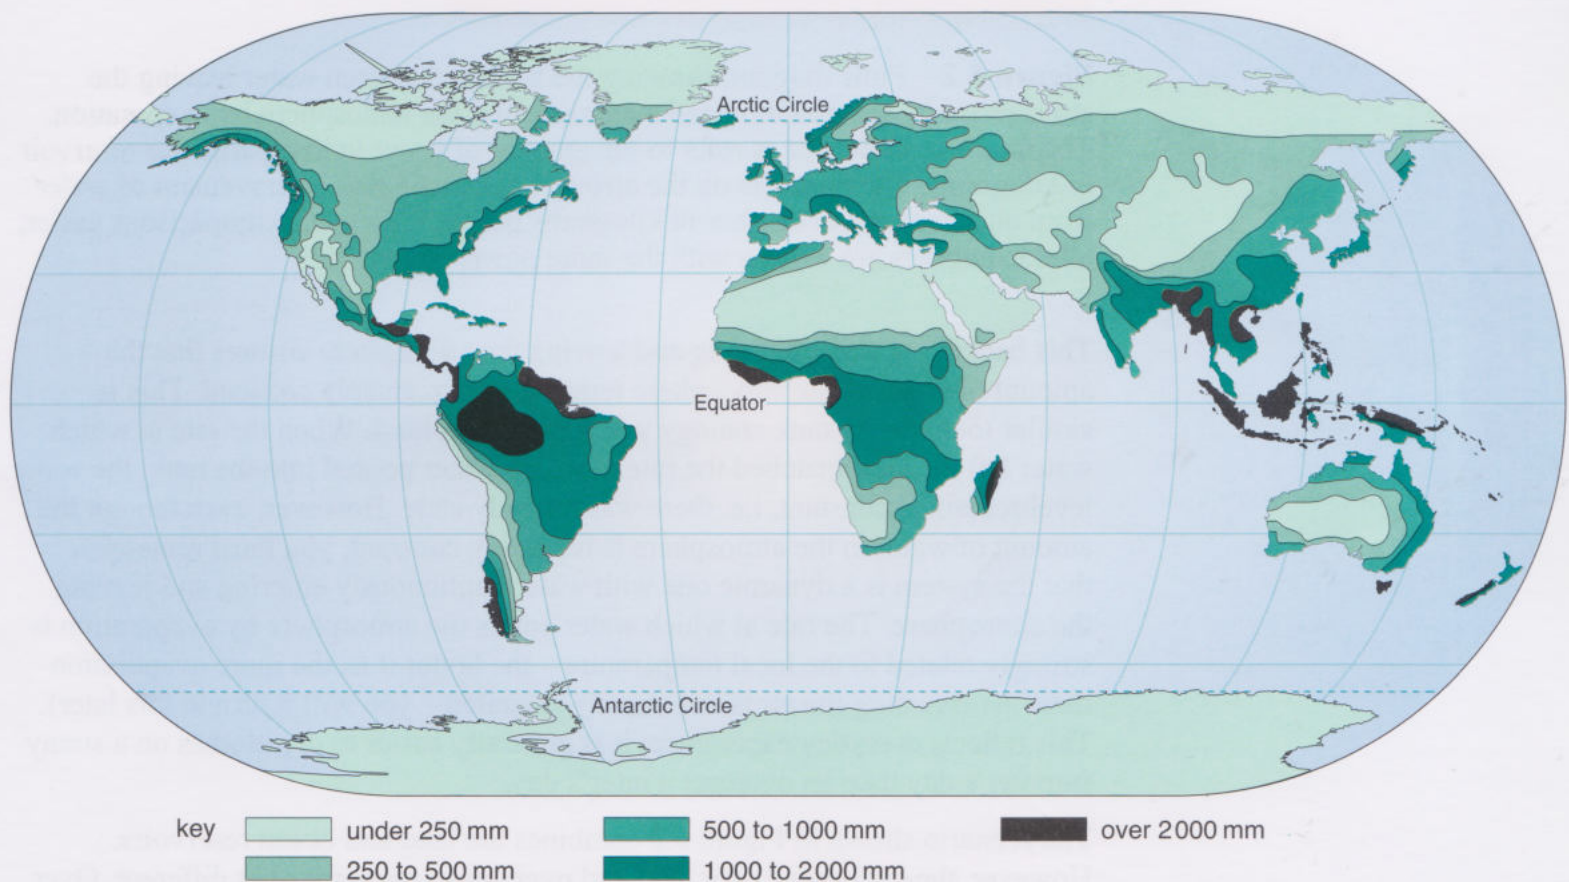 Arctic Circle
Equator
Antarctic Circle
key
under 250 mm
500 to 1000 mm
over 2000 mm
250 to 500 mm
1000 to 2000 mm